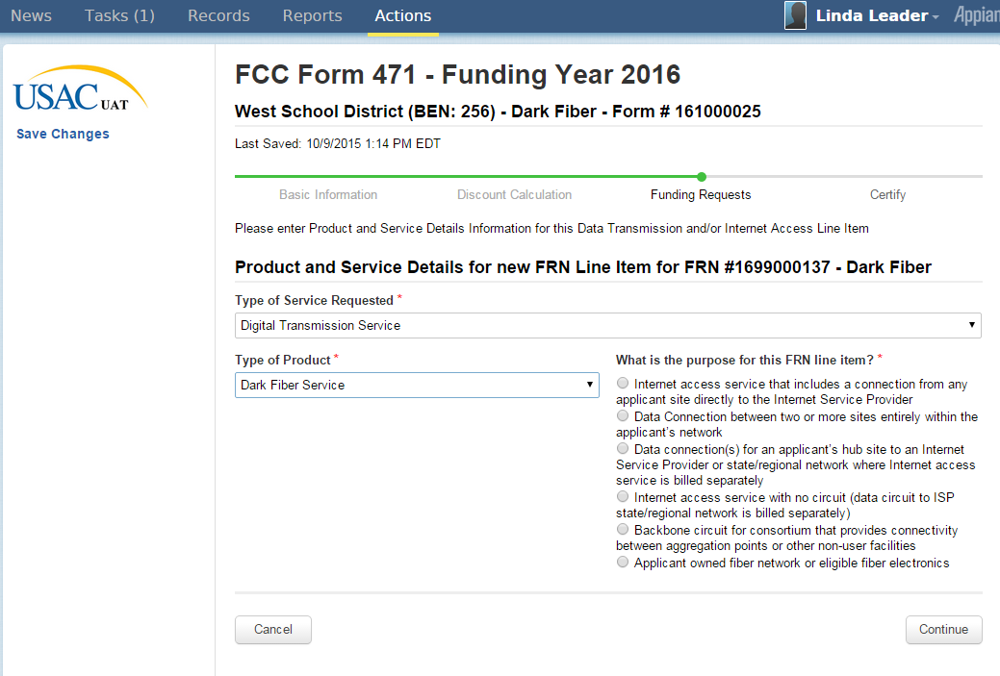 News Tasks (1) Records Reports Actions Linda Leader
USAC UAT
Save Changes
FCC Form 471 - Funding Year 2016
West School District (BEN: 256) - Dark Fiber - Form # 161000025
Last Saved: 10/9/2015 1:14 PM EDT
Basic Information Discount Calculation Funding Requests Certify
Please enter Product and Service Details Information for this Data Transmission and/or Internet Access Line Item
Product and Service Details for new FRN Line Item for FRN #1699000137 - Dark Fiber
Type of Service Requested *
Digital Transmission Service
Type of Product *
Dark Fiber Service
What is the purpose for this FRN line item? *
Internet access service that includes a connection from any
applicant site directly to the Internet Service Provider
Data Connection between two or more sites entirely within the
applicant's network
Data connection(s) for an applicant's hub site to an Internet
Service Provider or state/regional network where Internet access
service is billed separately
Internet access service with no circuit (data circuit to ISP
state/regional network is billed separately)
Backbone circuit for consortium that provides connectivity
between aggregation points or other non-user facilities
Applicant owned fiber network or eligible fiber electronics
Cancel Continue